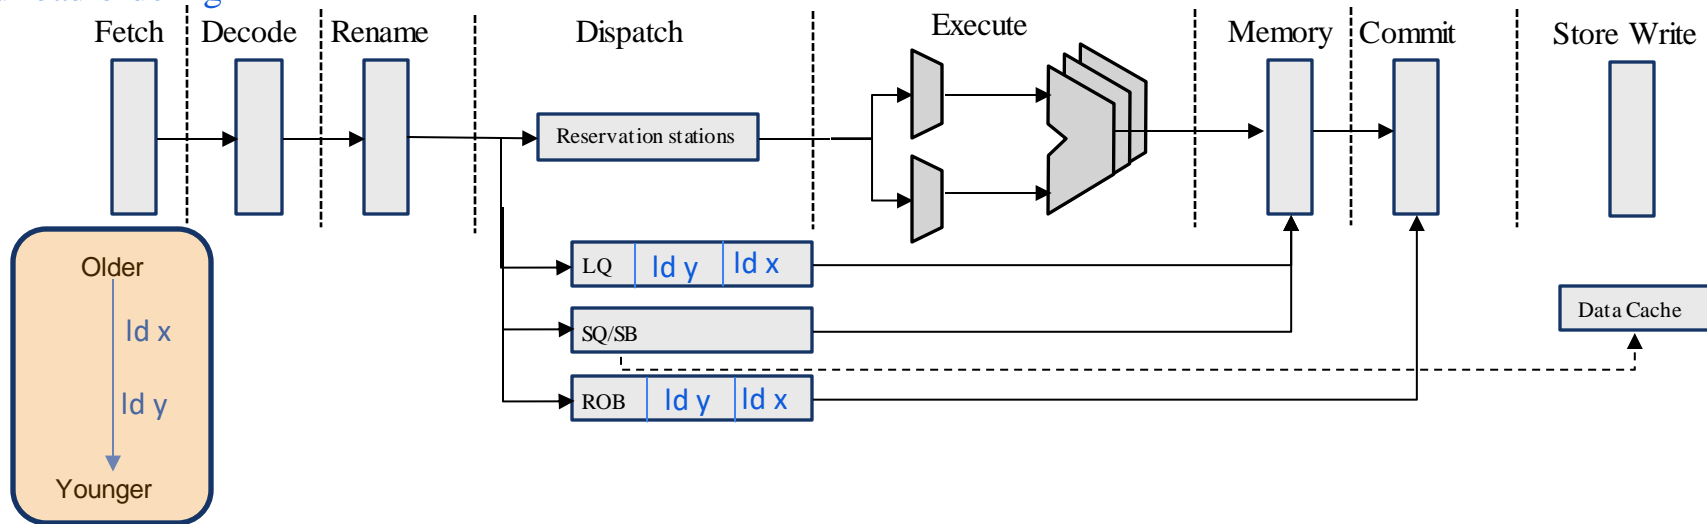 Fetch
Decode
Rename
Dispatch
Execute
Memory
Commit
Store Write
Reservation stations
Older
ld x
ld y
Younger
LQ ld y ld x
SQ/SB
ROB ld y ld x
Data Cache